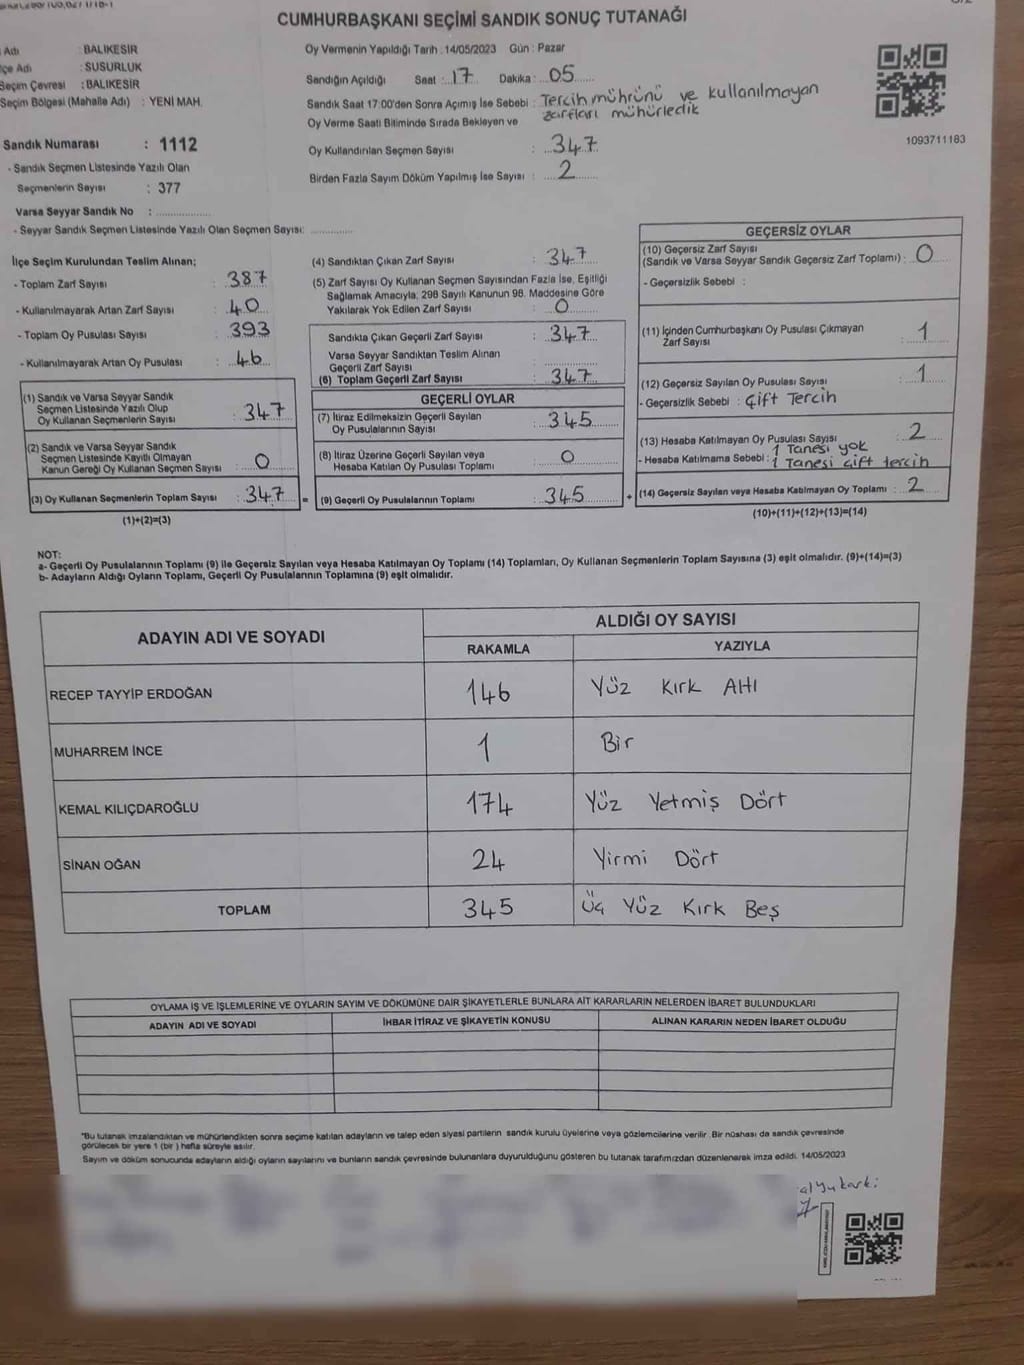 CUMHURBAŞKANI SEÇİMİ SANDIK SONUÇ TUTANAĞI
Adı : BALIKESİR
İlçe Adı : SUSURLUK
Seçim Çevresi : BALIKESİR
Seçim Bölgesi (Mahalle Adı) : YENİ MAH.
Oy Vermenin Yapıldığı Tarih : 14/05/2023 Gün : Pazar
Sandığın Açıldığı Saat : 17 Dakika : 05
Sandık Saat 17:00'den Sonra Açılmış İse Sebebi : Tercih mührünü ve kullanılmayan
zarfları mühürledik
Oy Verme Saati Bitiminde Sırada Bekleyen ve
Oy Kullandırılan Seçmen Sayısı : 347
Birden Fazla Sayım Döküm Yapılmış İse Sayısı : 2
1093711183
Sandık Numarası : 1112
- Sandık Seçmen Listesinde Yazılı Olan
Seçmenlerin Sayısı : 377
Varsa Seyyar Sandık No : ..................
- Seyyar Sandık Seçmen Listesinde Yazılı Olan Seçmen Sayısı: ..............
İlçe Seçim Kurulundan Teslim Alınan;
- Toplam Zarf Sayısı : 387
- Kullanılmayarak Artan Zarf Sayısı : 40
- Toplam Oy Pusulası Sayısı : 393
- Kullanılmayarak Artan Oy Pusulası : 46
(1) Sandık ve Varsa Seyyar Sandık
Seçmen Listesinde Yazılı Olup
Oy Kullanan Seçmenlerin Sayısı : 347
(2) Sandık ve Varsa Seyyar Sandık
Seçmen Listesinde Kayıtlı Olmayan
Kanun Gereği Oy Kullanan Seçmen Sayısı : 0
(3) Oy Kullanan Seçmenlerin Toplam Sayısı : 347 =
(1)+(2)=(3)
(4) Sandıktan Çıkan Zarf Sayısı : 347
(5) Zarf Sayısı Oy Kullanan Seçmen Sayısından Fazla İse, Eşitliği
Sağlamak Amacıyla, 298 Sayılı Kanunun 98. Maddesine Göre
Yakılarak Yok Edilen Zarf Sayısı : 0
Sandıkta Çıkan Geçerli Zarf Sayısı : 347
Varsa Seyyar Sandıktan Teslim Alınan
Geçerli Zarf Sayısı : ..............
(6) Toplam Geçerli Zarf Sayısı : 347
GEÇERLİ OYLAR
(7) İtiraz Edilmeksizin Geçerli Sayılan
Oy Pusulalarının Sayısı : 345
(8) İtiraz Üzerine Geçerli Sayılan veya
Hesaba Katılan Oy Pusulası Toplamı : 0
(9) Geçerli Oy Pusulalarının Toplamı : 345 +
GEÇERSİZ OYLAR
(10) Geçersiz Zarf Sayısı
(Sandık ve Varsa Seyyar Sandık Geçersiz Zarf Toplamı) : 0
- Geçersizlik Sebebi :
(11) İçinden Cumhurbaşkanı Oy Pusulası Çıkmayan
Zarf Sayısı : 1
(12) Geçersiz Sayılan Oy Pusulası Sayısı : 1
- Geçersizlik Sebebi : Çift Tercih
(13) Hesaba Katılmayan Oy Pusulası Sayısı : 2
1 Tanesi yok
- Hesaba Katılmama Sebebi : 1 Tanesi çift tercih
(14) Geçersiz Sayılan veya Hesaba Katılmayan Oy Toplamı : 2
(10)+(11)+(12)+(13)=(14)
NOT:
a- Geçerli Oy Pusulalarının Toplamı (9) ile Geçersiz Sayılan veya Hesaba Katılmayan Oy Toplamı (14) Toplamları, Oy Kullanan Seçmenlerin Toplam Sayısına (3) eşit olmalıdır. (9)+(14)=(3)
b- Adayların Aldığı Oyların Toplamı, Geçerli Oy Pusulalarının Toplamına (9) eşit olmalıdır.
ADAYIN ADI VE SOYADI
ALDIĞI OY SAYISI
RAKAMLA YAZIYLA
RECEP TAYYİP ERDOĞAN 146 Yüz Kırk Altı
MUHARREM İNCE 1 Bir
KEMAL KILIÇDAROĞLU 174 Yüz Yetmiş Dört
SİNAN OĞAN 24 Yirmi Dört
TOPLAM 345 Üç Yüz Kırk Beş
OYLAMA İŞ VE İŞLEMLERİNE VE OYLARIN SAYIM VE DÖKÜMÜNE DAİR ŞİKAYETLERLE BUNLARA AİT KARARLARIN NELERDEN İBARET BULUNDUKLARI
ADAYIN ADI VE SOYADI İHBAR İTİRAZ VE ŞİKAYETİN KONUSU ALINAN KARARIN NEDEN İBARET OLDUĞU
"Bu tutanak imzalandıktan ve mühürlendikten sonra seçime katılan adayların ve talep eden siyasi partilerin sandık kurulu üyelerine veya gözlemcilerine verilir. Bir nüshası da sandık çevresinde
görülecek bir yere 1 (bir) hafta süreyle asılır.
Sayım ve döküm sonucunda adayların aldığı oyların sayılarını ve bunların sandık çevresinde bulunanlara duyurulduğunu gösteren bu tutanak tarafımızdan düzenlenerek imza edildi. 14/05/2023